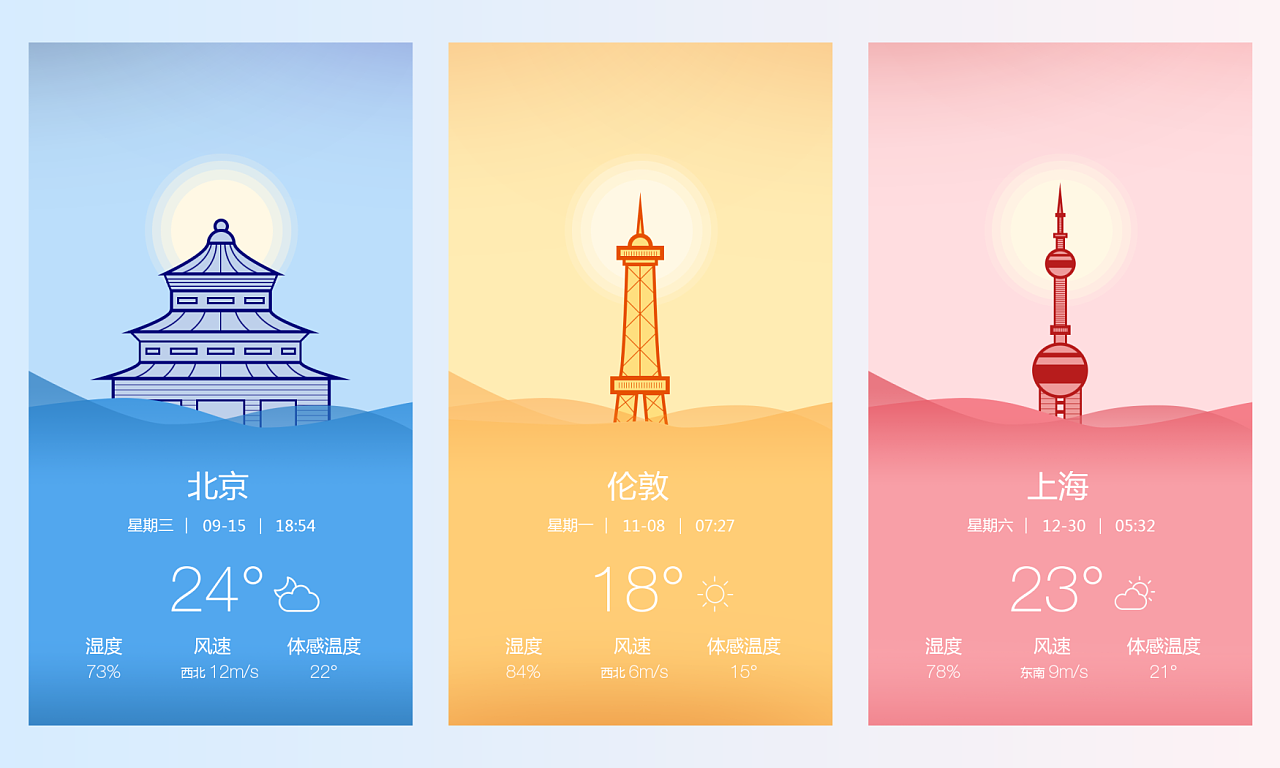 北京
星期三 | 09-15 | 18:54
24°
湿度 风速 体感温度
73% 西北 12m/s 22°
伦敦
星期一 | 11-08 | 07:27
18°
湿度 风速 体感温度
84% 西北 6m/s 15°
上海
星期六 | 12-30 | 05:32
23°
湿度 风速 体感温度
78% 东南 9m/s 21°